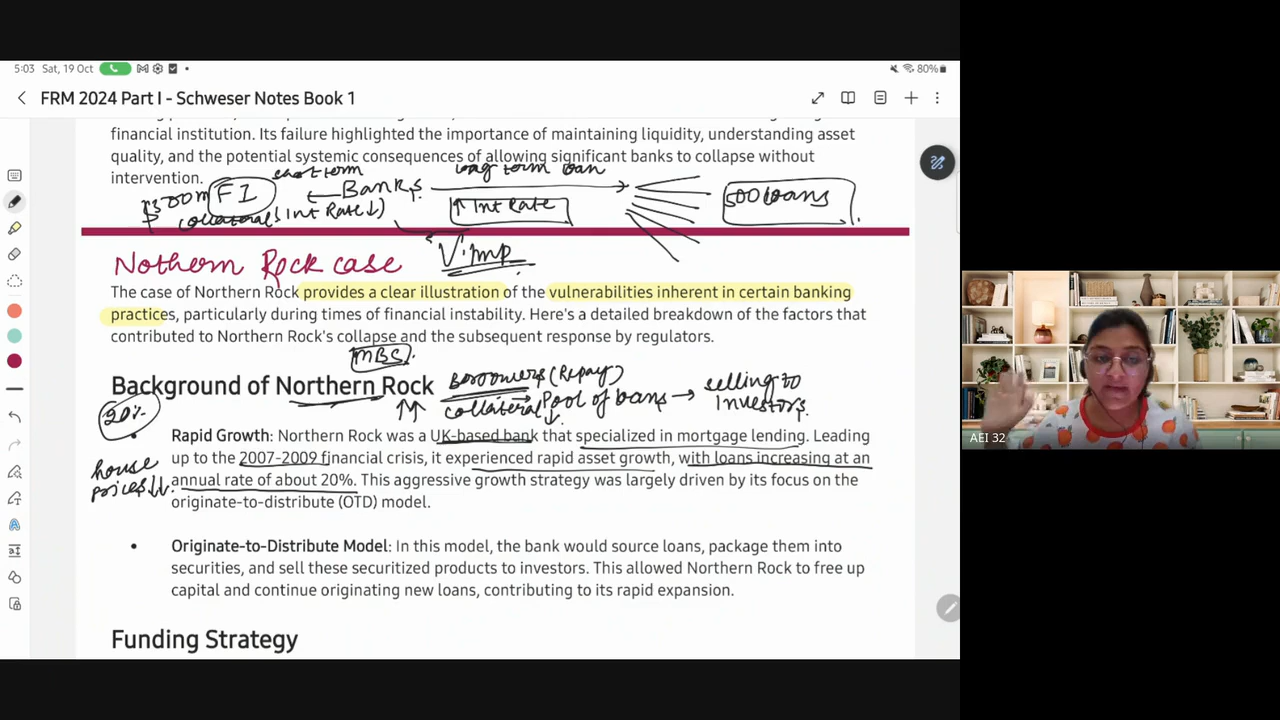 5:03 Sat, 19 Oct
80%
FRM 2024 Part I - Schweser Notes Book 1
financial institution. Its failure highlighted the importance of maintaining liquidity, understanding asset
quality, and the potential systemic consequences of allowing significant banks to collapse without
intervention.
short term
long term loan
FI
Banks
500 loans
collateral
Int Rate ↓)
↑ Int Rate
Nothern Rock case
V.imp
The case of Northern Rock provides a clear illustration of the vulnerabilities inherent in certain banking
practices, particularly during times of financial instability. Here's a detailed breakdown of the factors that
contributed to Northern Rock's collapse and the subsequent response by regulators.
MBS
Background of Northern Rock
(Repay)
selling to
collateral Pool of loans → Investors.
20%
Rapid Growth: Northern Rock was a UK-based bank that specialized in mortgage lending. Leading
up to the 2007-2009 financial crisis, it experienced rapid asset growth, with loans increasing at an
house
prices ↓↓
annual rate of about 20%. This aggressive growth strategy was largely driven by its focus on the
originate-to-distribute (OTD) model.
• Originate-to-Distribute Model: In this model, the bank would source loans, package them into
securities, and sell these securitized products to investors. This allowed Northern Rock to free up
capital and continue originating new loans, contributing to its rapid expansion.
Funding Strategy
AEI 32